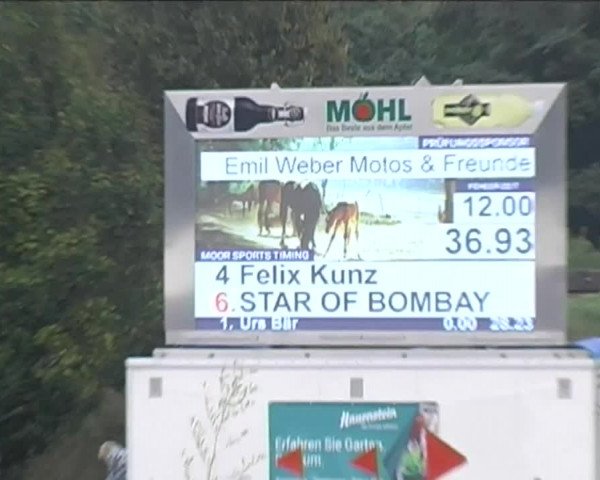 MÖHL
Das Beste aus dem Apfel
PRÜFUNGSSPONSOR
Emil Weber Motos & Freunde
12.00
36.93
MOOR SPORTS TIMING
4 Felix Kunz
6. STAR OF BOMBAY
1. Urs Bär 0.00
Hauenstein
Erfahren Sie Garten